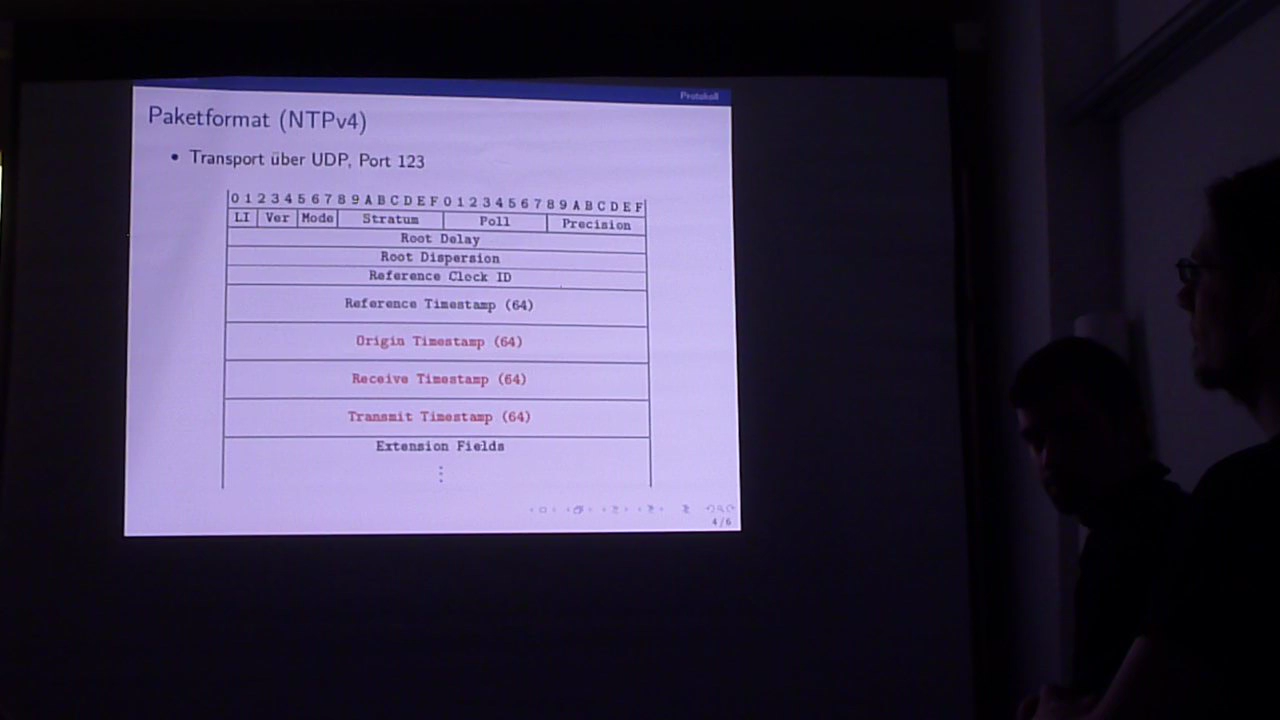 Protokoll
Paketformat (NTPv4)
• Transport über UDP, Port 123
0 1 2 3 4 5 6 7 8 9 A B C D E F 0 1 2 3 4 5 6 7 8 9 A B C D E F
LI Ver Mode Stratum Poll Precision
Root Delay
Root Dispersion
Reference Clock ID
Reference Timestamp (64)
Origin Timestamp (64)
Receive Timestamp (64)
Transmit Timestamp (64)
Extension Fields
⋮
4 / 6